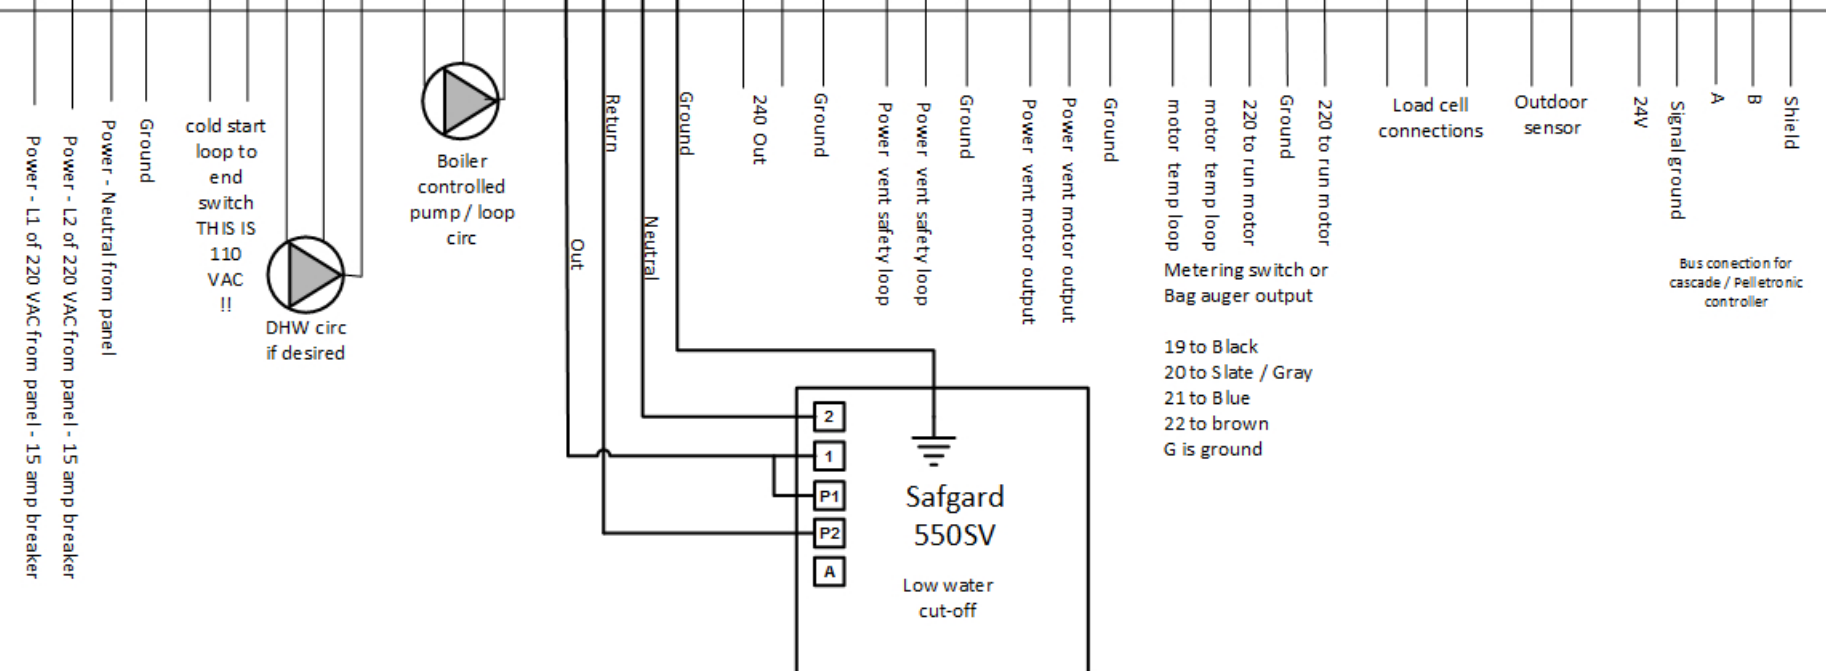 Power - L1 of 220 VAC from panel - 15 amp breaker
Power - L2 of 220 VAC from panel - 15 amp breaker
Power - Neutral from panel
Ground
cold start
loop to
end
switch
THIS IS
110
VAC
!!
DHW circ
if desired
Boiler
controlled
pump / loop
circ
Out
Return
Neutral
Ground
240 Out
Ground
Power vent safety loop
Power vent safety loop
Ground
Power vent motor output
Power vent motor output
Ground
motor temp loop
motor temp loop
220 to run motor
Ground
220 to run motor
Metering switch or
Bag auger output
19 to Black
20 to Slate / Gray
21 to Blue
22 to brown
G is ground
Load cell
connections
Outdoor
sensor
24V
Signal ground
A
B
Shield
Bus conection for
cascade / Pelletronic
controller
2
1
P1
P2
A
Safgard
550SV
Low water
cut-off